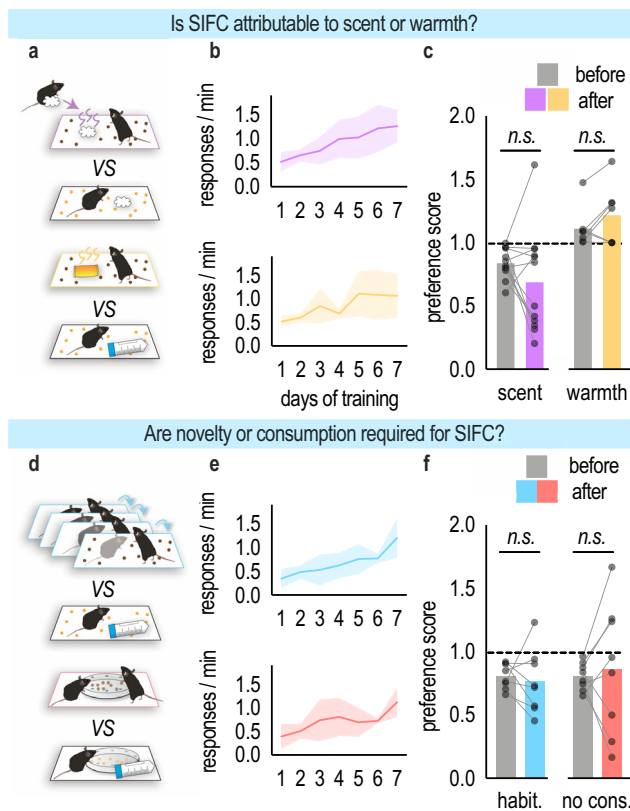 Is SIFC attributable to scent or warmth?
a
b
c
VS
VS
responses / min
1.5
1.0
0.5
0.0
1 2 3 4 5 6 7
responses / min
1.5
1.0
0.5
0.0
1 2 3 4 5 6 7
days of training
before
after
preference score
2.0
1.5
1.0
0.5
0.0
n.s.
n.s.
scent
warmth
Are novelty or consumption required for SIFC?
d
e
f
VS
VS
responses / min
1.5
1.0
0.5
0.0
1 2 3 4 5 6 7
responses / min
1.5
1.0
0.5
0.0
1 2 3 4 5 6 7
before
after
preference score
2.0
1.5
1.0
0.5
0.0
n.s.
n.s.
habit.
no cons.